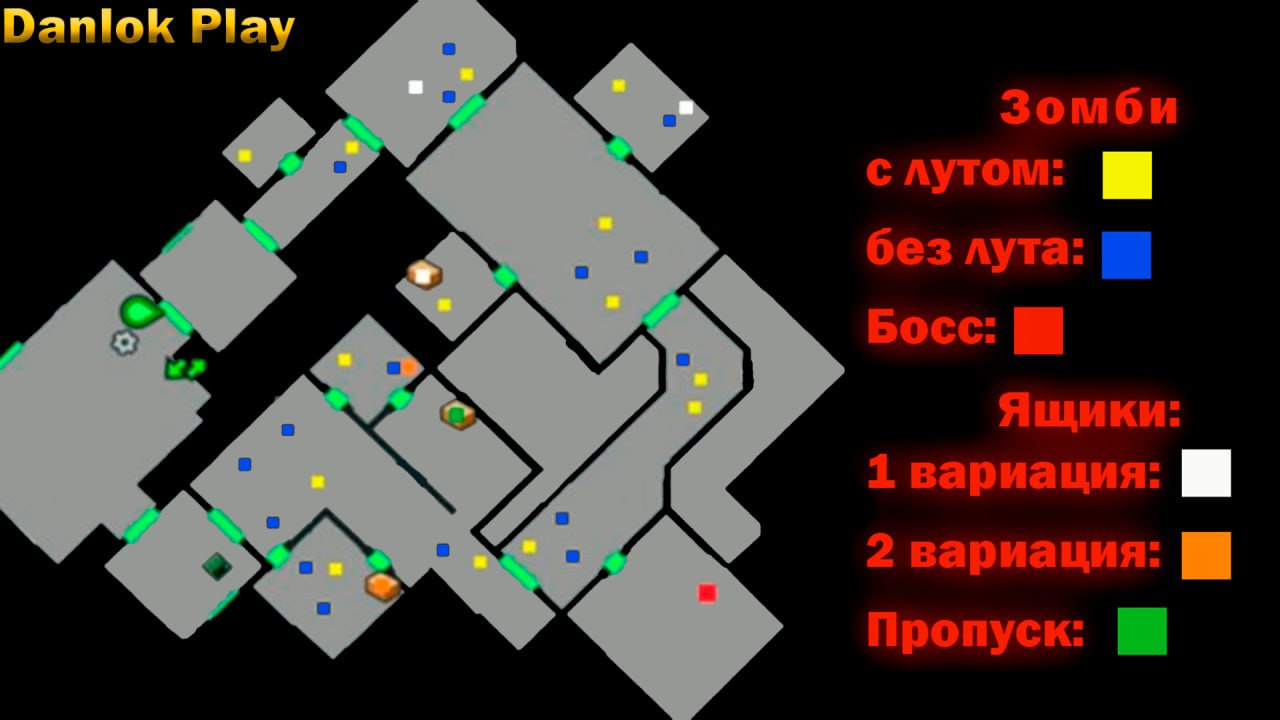 Danlok Play
Зомби
с лутом:
без лута:
Босс:
Ящики:
1 вариация:
2 вариация:
Пропуск: